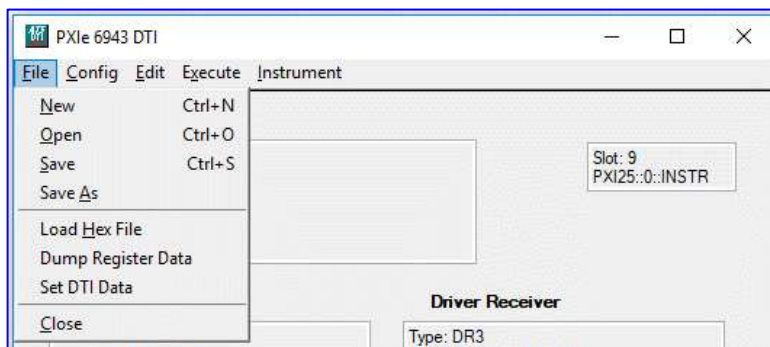 PXIe 6943 DTI
File Config Edit Execute Instrument
New Ctrl+N
Open Ctrl+O
Save Ctrl+S
Save As
Load Hex File
Dump Register Data
Set DTI Data
Close
Slot: 9
PXI25::0::INSTR
Driver Receiver
Type: DR3